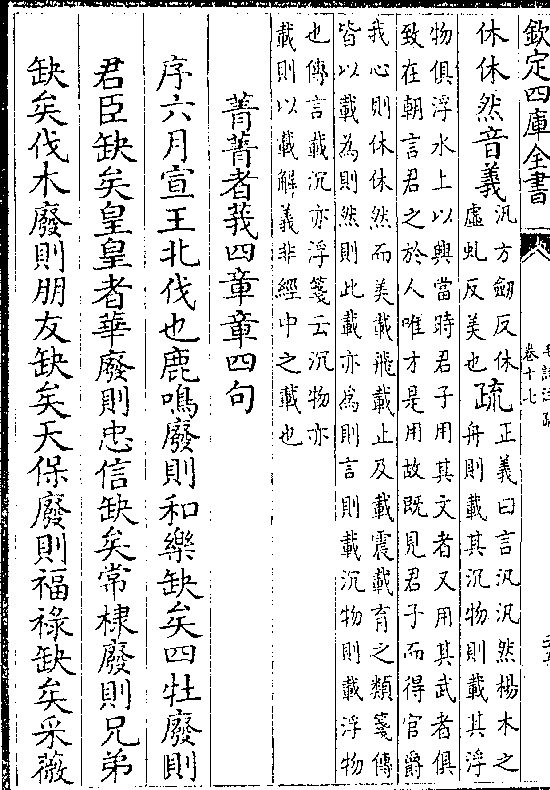 欽定四庫全書
卷十七
休休然音義汎方劒反休
虛虬反美也疏正義曰言汎汎然楊木之
舟則載其沉物則載其浮
物俱浮水上以興當時君子用其文者又用其武者俱
致在朝言君之於人唯才是用故既見君子而得官爵
我心則休休然而美載飛載止及載震載育之類箋傳
皆以載為則然則此載亦為則言則載沉物則載浮物
也傳言載沉亦浮箋云沉物亦
載則以載解義非經中之載也
菁菁者莪四章章四句
序六月宣王北伐也鹿鳴廢則和樂缺矣四牡廢則
君臣缺矣皇皇者華廢則忠信缺矣常棣廢則兄弟
缺矣伐木廢則朋友缺矣天保廢則福祿缺矣采薇